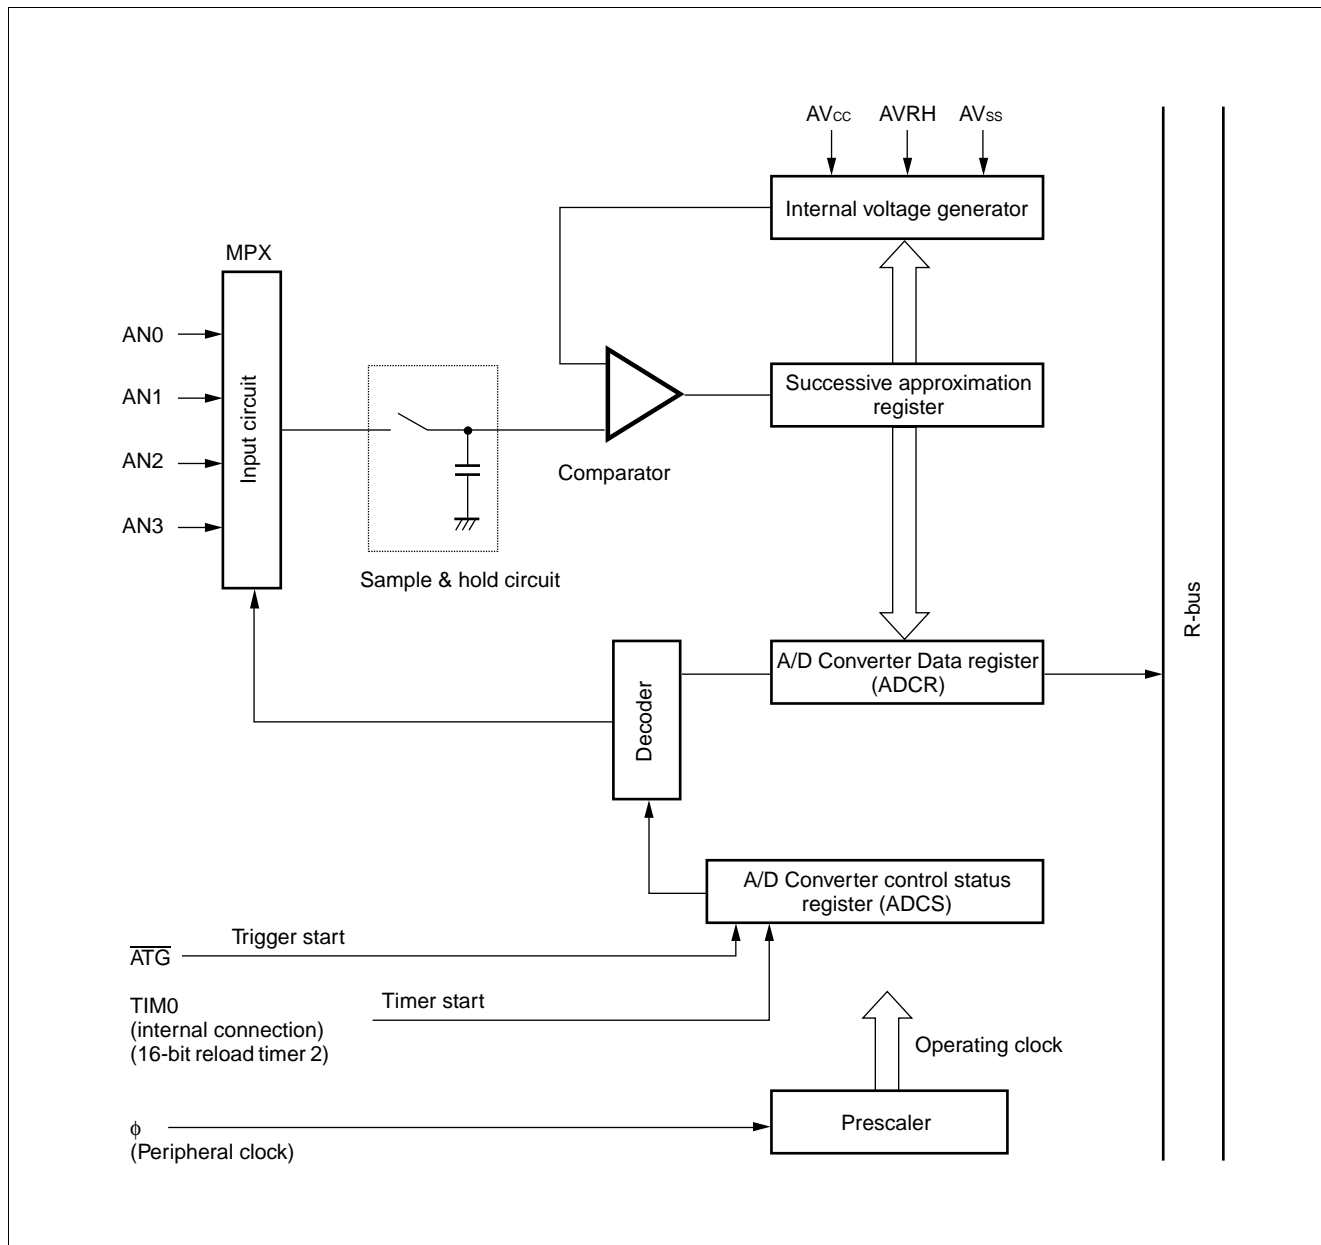 AVCC AVRH AVSS
Internal voltage generator
MPX
AN0
AN1
AN2
AN3
Input circuit
Successive approximation
register
Comparator
Sample & hold circuit
R-bus
A/D Converter Data register
(ADCR)
Decoder
A/D Converter control status
register (ADCS)
ATG
Trigger start
TIM0
(internal connection)
(16-bit reload timer 2)
Timer start
Operating clock
Prescaler
ϕ
(Peripheral clock)